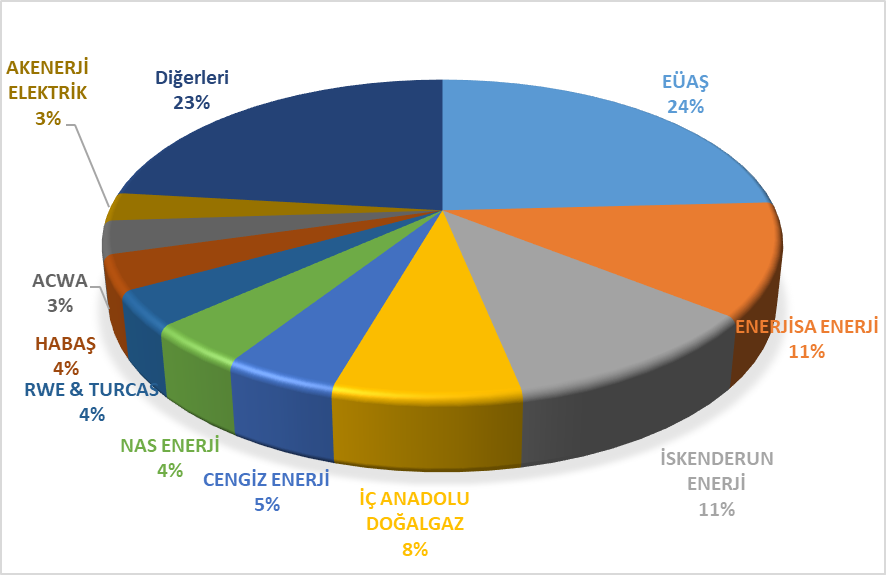 EÜAŞ
24%
ENERJİSA ENERJİ
11%
İSKENDERUN
ENERJİ
11%
İÇ ANADOLU
DOĞALGAZ
8%
CENGİZ ENERJİ
5%
NAS ENERJİ
4%
RWE & TURCAS
4%
HABAŞ
4%
ACWA
3%
AKENERJİ
ELEKTRİK
3%
Diğerleri
23%